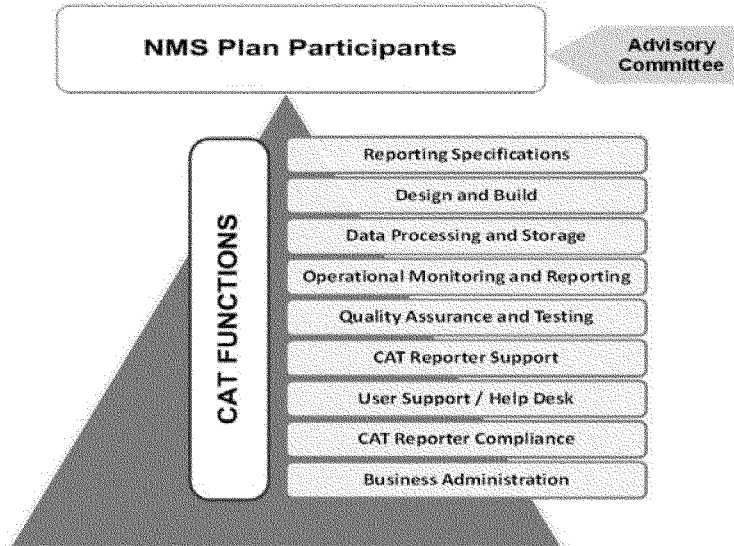 NMS Plan Participants
Advisory
Committee
CAT FUNCTIONS
Reporting Specifications
Design and Build
Data Processing and Storage
Operational Monitoring and Reporting
Quality Assurance and Testing
CAT Reporter Support
User Support / Help Desk
CAT Reporter Compliance
Business Administration